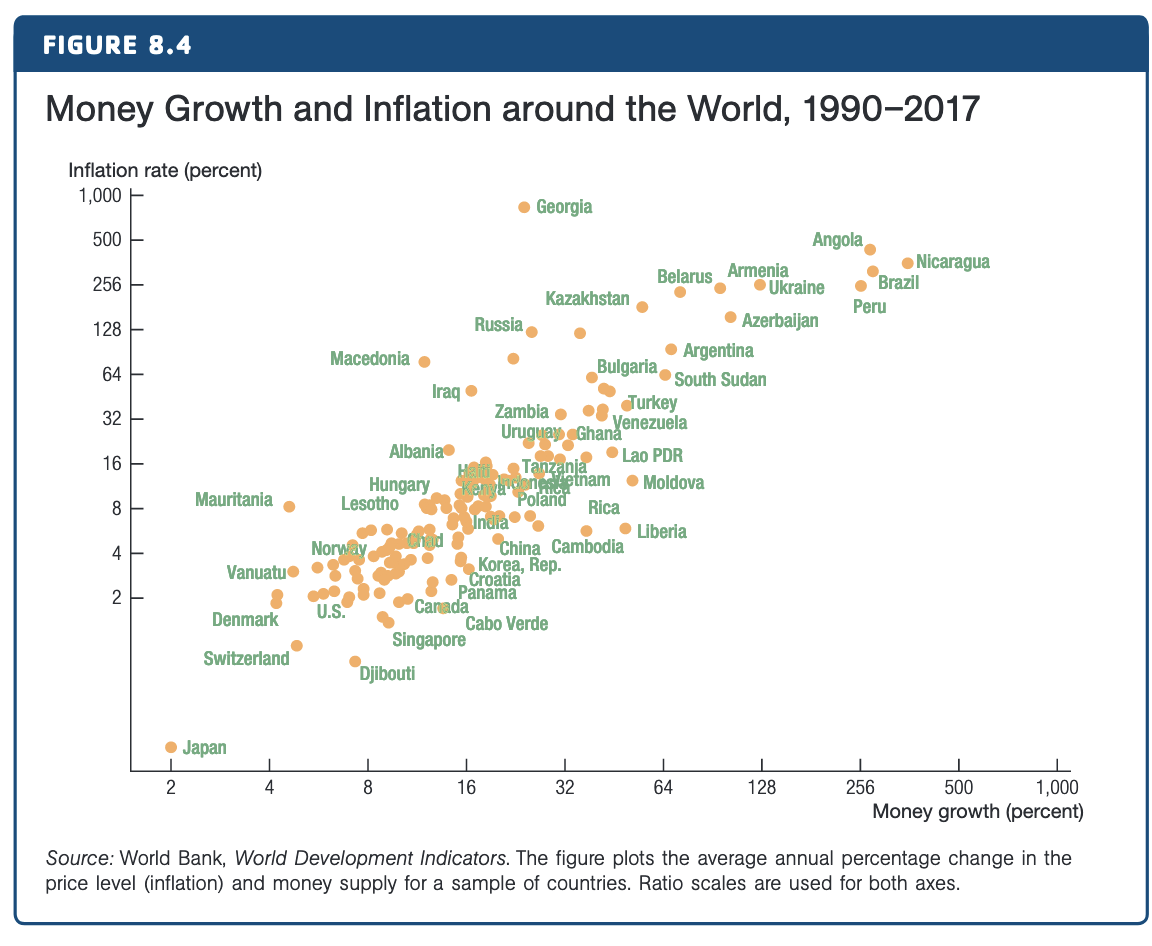 FIGURE 8.4
Money Growth and Inflation around the World, 1990–2017
Inflation rate (percent)
1,000
Georgia
500
Angola
Nicaragua
256
Belarus
Armenia
Ukraine
Brazil
Kazakhstan
Peru
128
Russia
Azerbaijan
Macedonia
Argentina
64
Bulgaria
South Sudan
Iraq
32
Zambia
Turkey
Venezuela
Uruguay
Ghana
16
Albania
Lao PDR
Haiti
Tanzania
Hungary
Kenya
Vietnam
Moldova
8
Mauritania
Lesotho
Poland
Rica
India
Liberia
4
Norway
Chad
China
Cambodia
Vanuatu
Korea, Rep.
Croatia
2
Panama
Denmark
U.S.
Canada
Cabo Verde
Switzerland
Singapore
Djibouti
Japan
2 4 8 16 32 64 128 256 500 1,000
Money growth (percent)
Source: World Bank, World Development Indicators. The figure plots the average annual percentage change in the
price level (inflation) and money supply for a sample of countries. Ratio scales are used for both axes.